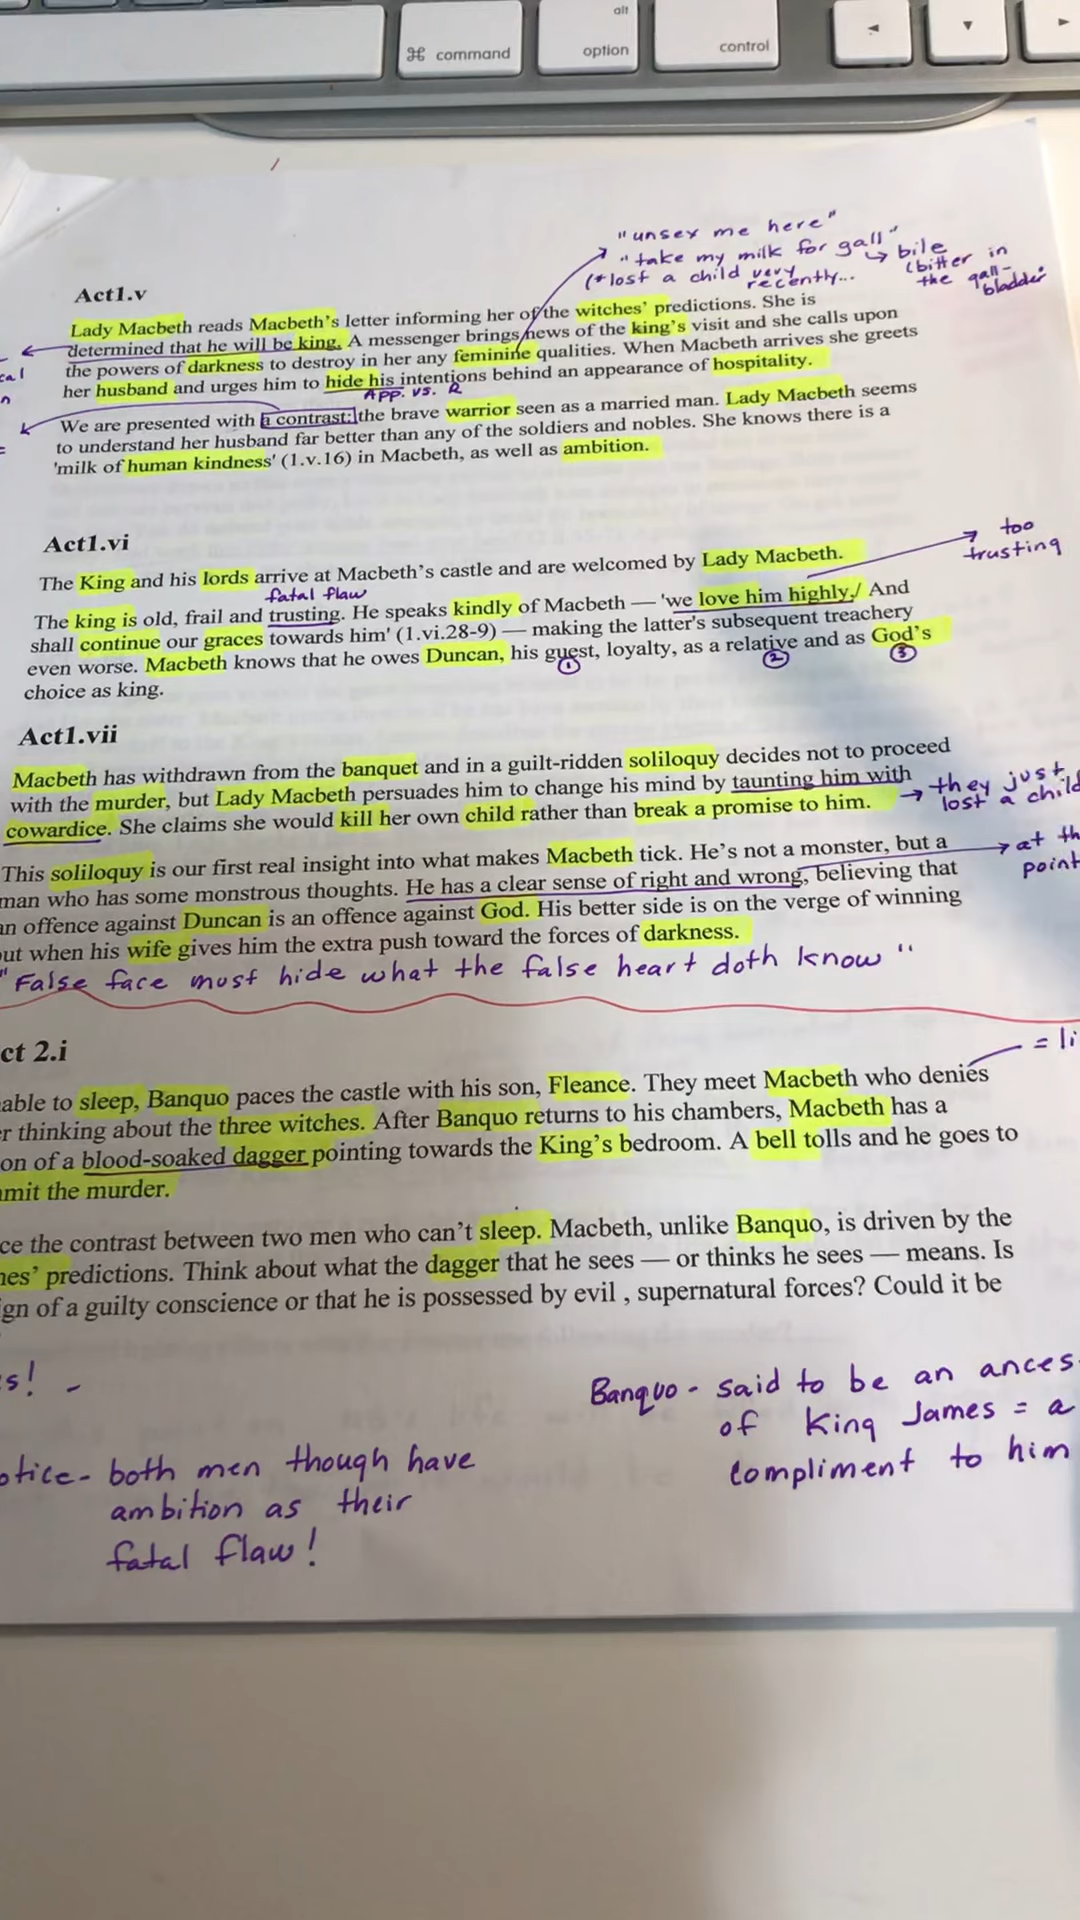 alt
⌘ command
option
control
◄
▼
►
"unsex me here"
"take my milk for gall"
(*lost a child very recently...
bile
(bitter in
the gall-
bladder
Act1.v
Lady Macbeth reads Macbeth's letter informing her of the witches' predictions. She is
determined that he will be king. A messenger brings news of the king's visit and she calls upon
the powers of darkness to destroy in her any feminine qualities. When Macbeth arrives she greets
her husband and urges him to hide his intentions behind an appearance of hospitality.
APP. vs. R
We are presented with a contrast: the brave warrior seen as a married man. Lady Macbeth seems
to understand her husband far better than any of the soldiers and nobles. She knows there is a
'milk of human kindness' (1.v.16) in Macbeth, as well as ambition.
Act1.vi
too
trusting
The King and his lords arrive at Macbeth's castle and are welcomed by Lady Macbeth.
fatal flaw
The king is old, frail and trusting. He speaks kindly of Macbeth — 'we love him highly,/ And
shall continue our graces towards him' (1.vi.28-9) — making the latter's subsequent treachery
even worse. Macbeth knows that he owes Duncan, his guest, loyalty, as a relative and as God's
① ② ③
choice as king.
Act1.vii
Macbeth has withdrawn from the banquet and in a guilt-ridden soliloquy decides not to proceed
with the murder, but Lady Macbeth persuades him to change his mind by taunting him with
cowardice. She claims she would kill her own child rather than break a promise to him.
→ they just
lost a child
This soliloquy is our first real insight into what makes Macbeth tick. He's not a monster, but a
man who has some monstrous thoughts. He has a clear sense of right and wrong, believing that
an offence against Duncan is an offence against God. His better side is on the verge of winning
out when his wife gives him the extra push toward the forces of darkness.
at th
point
"False face must hide what the false heart doth know"
ct 2.i
= li
able to sleep, Banquo paces the castle with his son, Fleance. They meet Macbeth who denies
er thinking about the three witches. After Banquo returns to his chambers, Macbeth has a
on of a blood-soaked dagger pointing towards the King's bedroom. A bell tolls and he goes to
mmit the murder.
ce the contrast between two men who can't sleep. Macbeth, unlike Banquo, is driven by the
hes' predictions. Think about what the dagger that he sees — or thinks he sees — means. Is
ign of a guilty conscience or that he is possessed by evil , supernatural forces? Could it be
s! -
Banquo - said to be an ances-
of King James = a
compliment to him
otice - both men though have
ambition as their
fatal flaw!